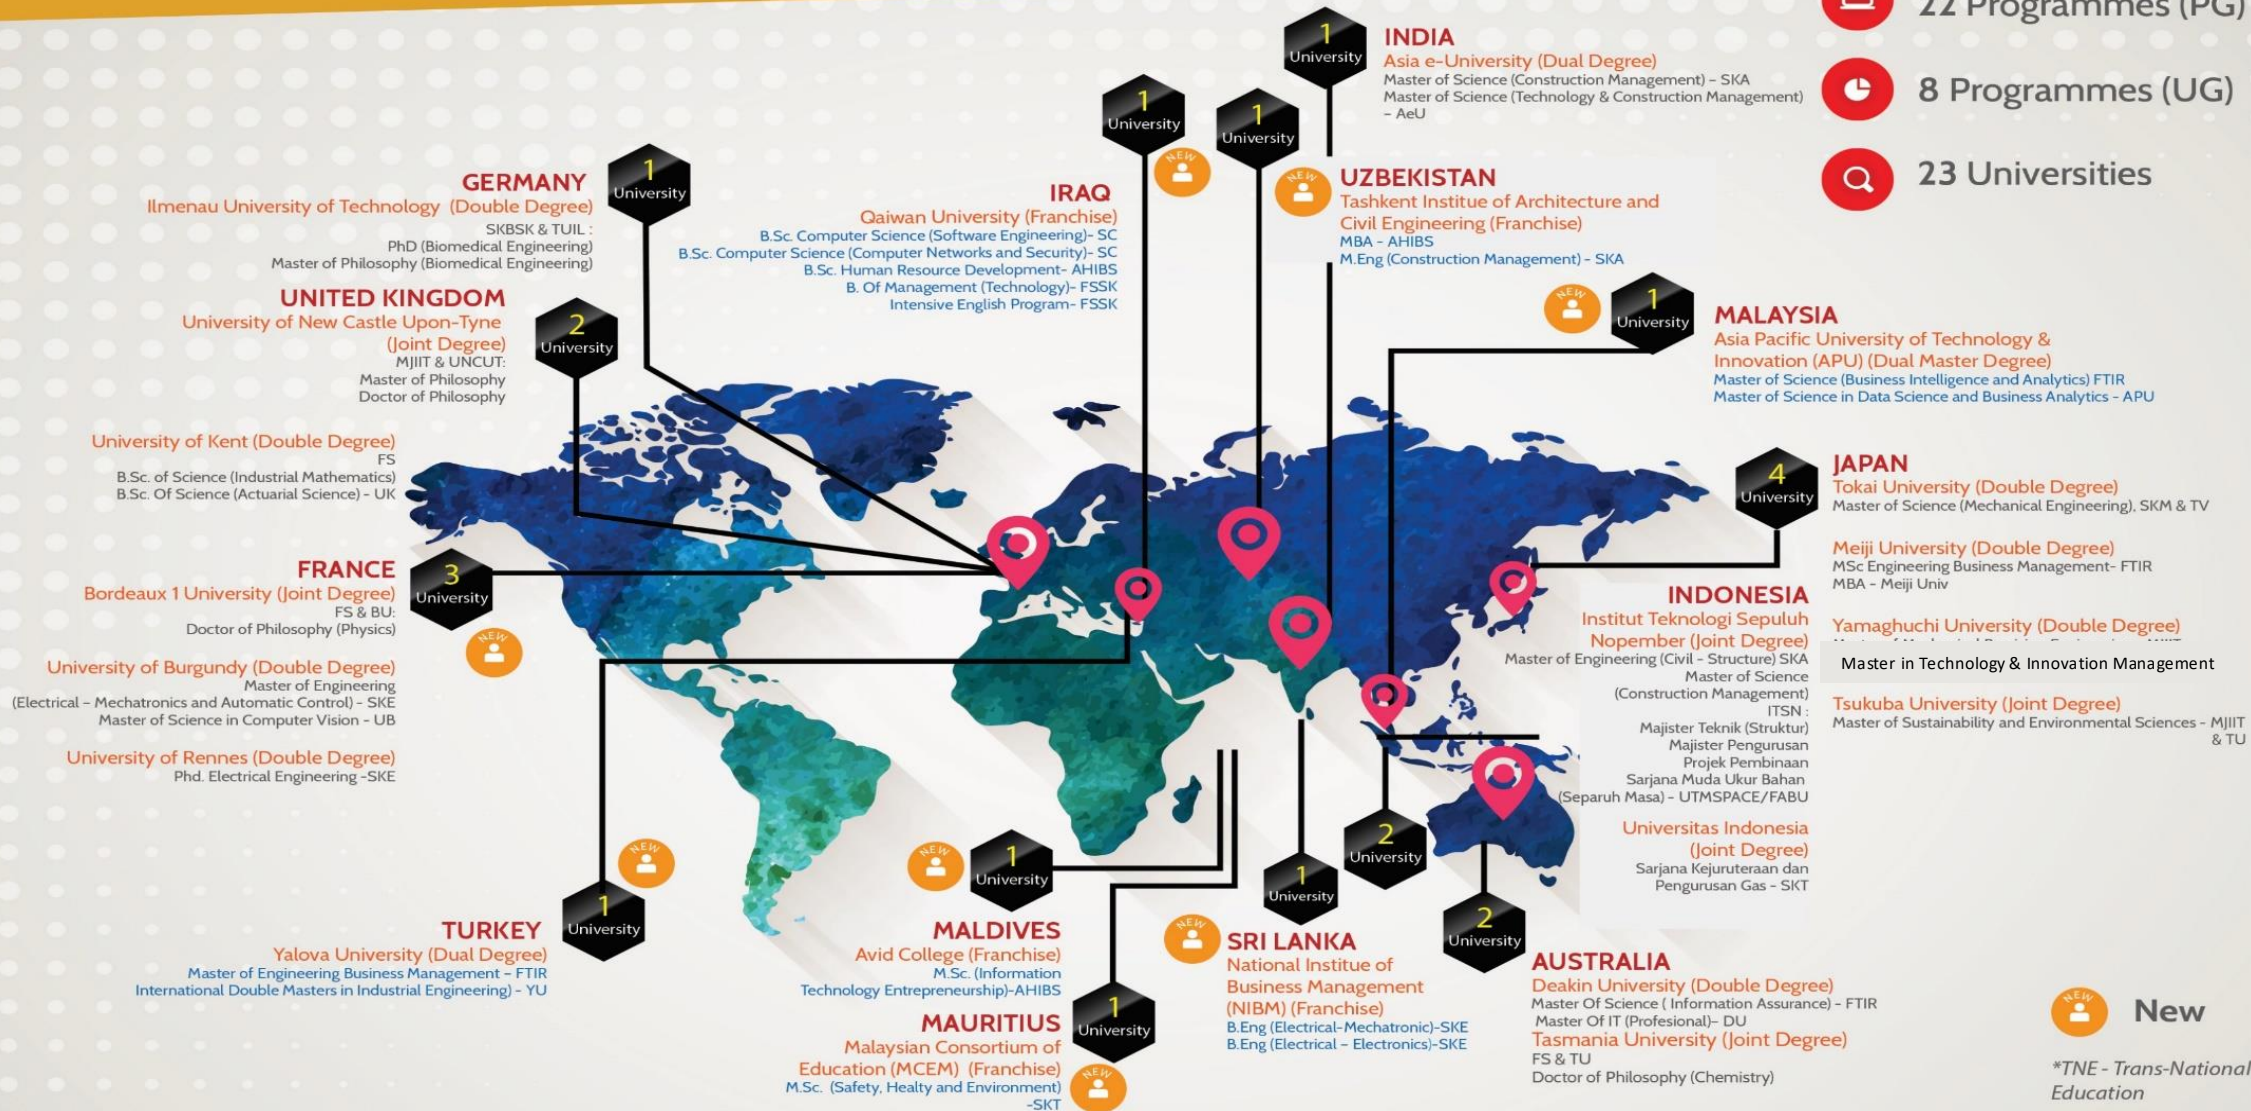 22 Programmes (PG)
8 Programmes (UG)
23 Universities
1
University
INDIA
Asia e-University (Dual Degree)
Master of Science (Construction Management) – SKA
Master of Science (Technology & Construction Management)
– AeU
1
University
NEW
IRAQ
Qaiwan University (Franchise)
B.Sc. Computer Science (Software Engineering)- SC
B.Sc. Computer Science (Computer Networks and Security)- SC
B.Sc. Human Resource Development- AHIBS
B. Of Management (Technology)- FSSK
Intensive English Program- FSSK
1
University
NEW
UZBEKISTAN
Tashkent Institue of Architecture and
Civil Engineering (Franchise)
MBA - AHIBS
M.Eng (Construction Management) – SKA
1
University
GERMANY
Ilmenau University of Technology (Double Degree)
SKBSK & TUIL :
PhD (Biomedical Engineering)
Master of Philosophy (Biomedical Engineering)
2
University
UNITED KINGDOM
University of New Castle Upon-Tyne
(Joint Degree)
MJIIT & UNCUT:
Master of Philosophy
Doctor of Philosophy
University of Kent (Double Degree)
FS
B.Sc. of Science (Industrial Mathematics)
B.Sc. Of Science (Actuarial Science) - UK
NEW
1
University
MALAYSIA
Asia Pacific University of Technology &
Innovation (APU) (Dual Master Degree)
Master of Science (Business Intelligence and Analytics) FTIR
Master of Science in Data Science and Business Analytics - APU
4
University
JAPAN
Tokai University (Double Degree)
Master of Science (Mechanical Engineering), SKM & TV
Meiji University (Double Degree)
MSc Engineering Business Management- FTIR
MBA - Meiji Univ
Yamaghuchi University (Double Degree)
Master in Technology & Innovation Management
Tsukuba University (Joint Degree)
Master of Sustainability and Environmental Sciences - MJIIT
& TU
3
University
NEW
FRANCE
Bordeaux 1 University (Joint Degree)
FS & BU:
Doctor of Philosophy (Physics)
University of Burgundy (Double Degree)
Master of Engineering
(Electrical – Mechatronics and Automatic Control) - SKE
Master of Science in Computer Vision - UB
University of Rennes (Double Degree)
Phd. Electrical Engineering -SKE
INDONESIA
Institut Teknologi Sepuluh
Nopember (Joint Degree)
Master of Engineering (Civil – Structure) SKA
Master of Science
(Construction Management)
ITSN :
Majister Teknik (Struktur)
Majister Pengurusan
Projek Pembinaan
Sarjana Muda Ukur Bahan
(Separuh Masa) - UTMSPACE/FABU
Universitas Indonesia
(Joint Degree)
Sarjana Kejuruteraan dan
Pengurusan Gas - SKT
2
University
NEW
1
University
TURKEY
Yalova University (Dual Degree)
Master of Engineering Business Management – FTIR
International Double Masters in Industrial Engineering) - YU
NEW
1
University
MALDIVES
Avid College (Franchise)
M.Sc. (Information
Technology Entrepreneurship)-AHIBS
1
University
MAURITIUS
Malaysian Consortium of
Education (MCEM) (Franchise)
M.Sc. (Safety, Healty and Environment)
-SKT
NEW
1
University
NEW
SRI LANKA
National Institue of
Business Management
(NIBM) (Franchise)
B.Eng (Electrical-Mechatronic)-SKE
B.Eng (Electrical – Electronics)-SKE
2
University
AUSTRALIA
Deakin University (Double Degree)
Master Of Science ( Information Assurance) – FTIR
Master Of IT (Profesional)– DU
Tasmania University (Joint Degree)
FS & TU
Doctor of Philosophy (Chemistry)
NEW
New
*TNE - Trans-National
Education